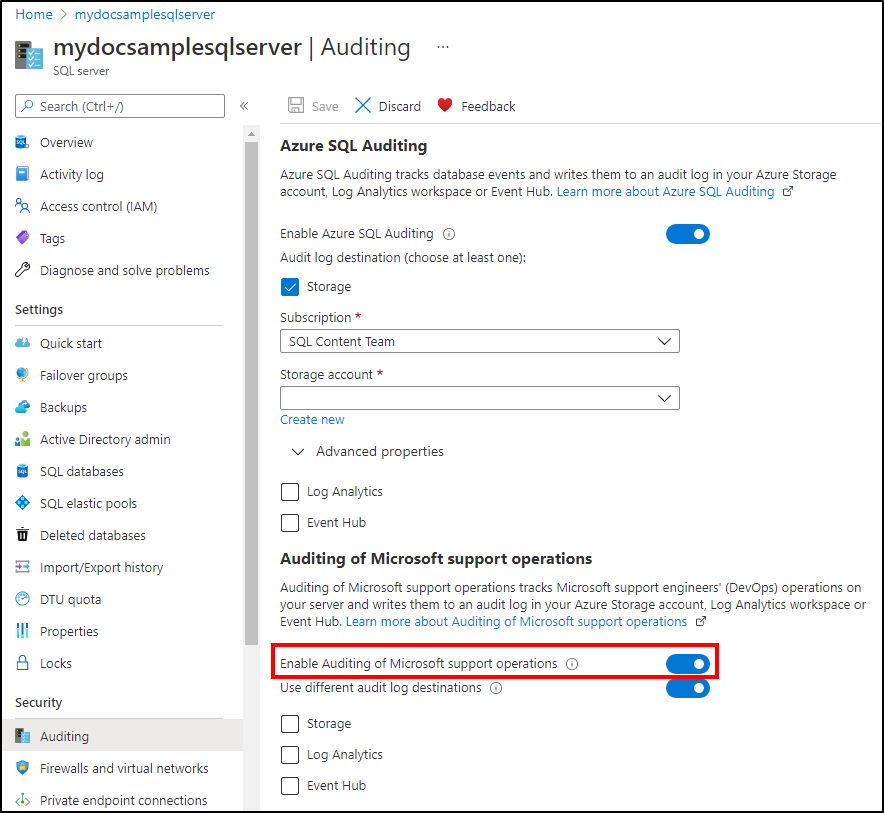 Home > mydocsamplesqlserver
mydocsamplesqlserver | Auditing ...
SQL server
Search (Ctrl+/)
«
Overview
Activity log
Access control (IAM)
Tags
Diagnose and solve problems
Settings
Quick start
Failover groups
Backups
Active Directory admin
SQL databases
SQL elastic pools
Deleted databases
Import/Export history
DTU quota
Properties
Locks
Security
Auditing
Firewalls and virtual networks
Private endpoint connections
Save Discard Feedback
Azure SQL Auditing
Azure SQL Auditing tracks database events and writes them to an audit log in your Azure Storage
account, Log Analytics workspace or Event Hub. Learn more about Azure SQL Auditing
Enable Azure SQL Auditing
Audit log destination (choose at least one):
Storage
Subscription *
SQL Content Team
Storage account *
Create new
Advanced properties
Log Analytics
Event Hub
Auditing of Microsoft support operations
Auditing of Microsoft support operations tracks Microsoft support engineers' (DevOps) operations on
your server and writes them to an audit log in your Azure Storage account, Log Analytics workspace or
Event Hub. Learn more about Auditing of Microsoft support operations
Enable Auditing of Microsoft support operations
Use different audit log destinations
Storage
Log Analytics
Event Hub